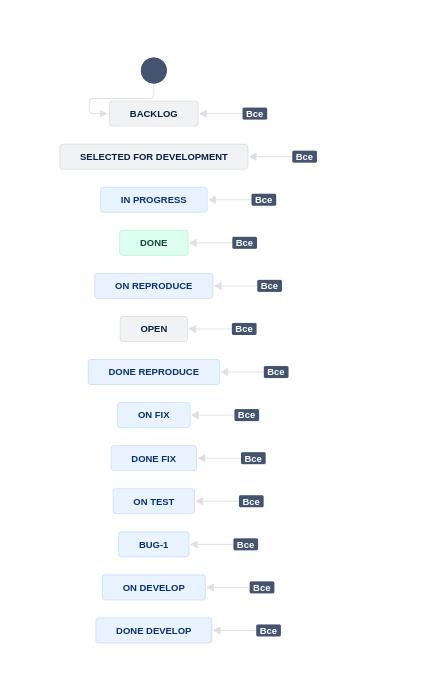 BACKLOG Все
SELECTED FOR DEVELOPMENT Все
IN PROGRESS Все
DONE Все
ON REPRODUCE Все
OPEN Все
DONE REPRODUCE Все
ON FIX Все
DONE FIX Все
ON TEST Все
BUG-1 Все
ON DEVELOP Все
DONE DEVELOP Все